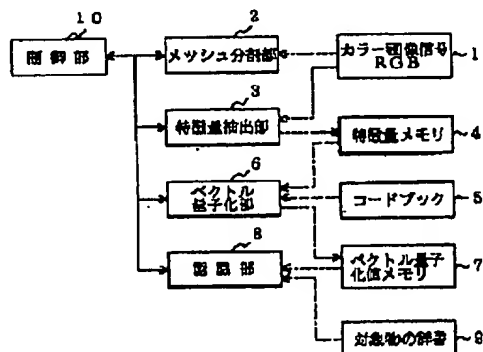 10
制御部
2
メッシュ分割部
カラー画像信号
RGB
1
3
特徴量抽出部
特徴量メモリ
4
6
ベクトル
量子化部
コードブック
5
8
認識部
ベクトル量子
化値メモリ
7
対象物の辞書
9